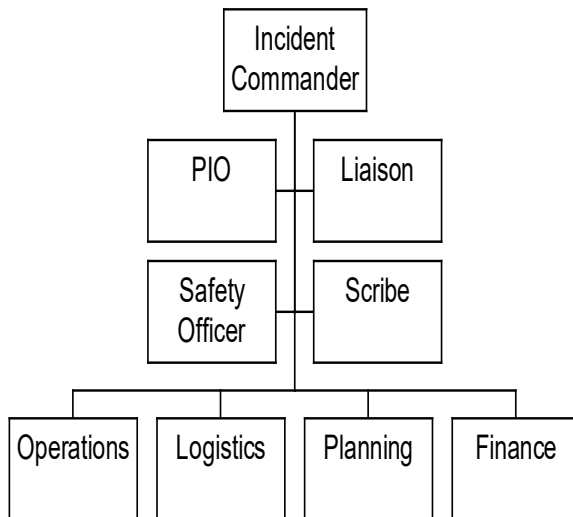 Incident
Commander
PIO
Liaison
Safety
Officer
Scribe
Operations
Logistics
Planning
Finance